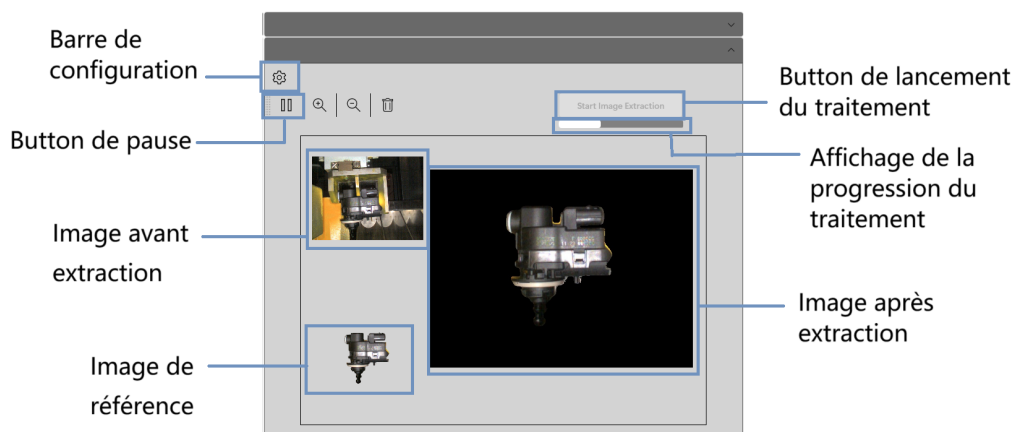 Barre de
configuration
Button de pause
Image avant
extraction
Image de
référence
Start Image Extraction
Button de lancement
du traitement
Affichage de la
progression du
traitement
Image après
extraction